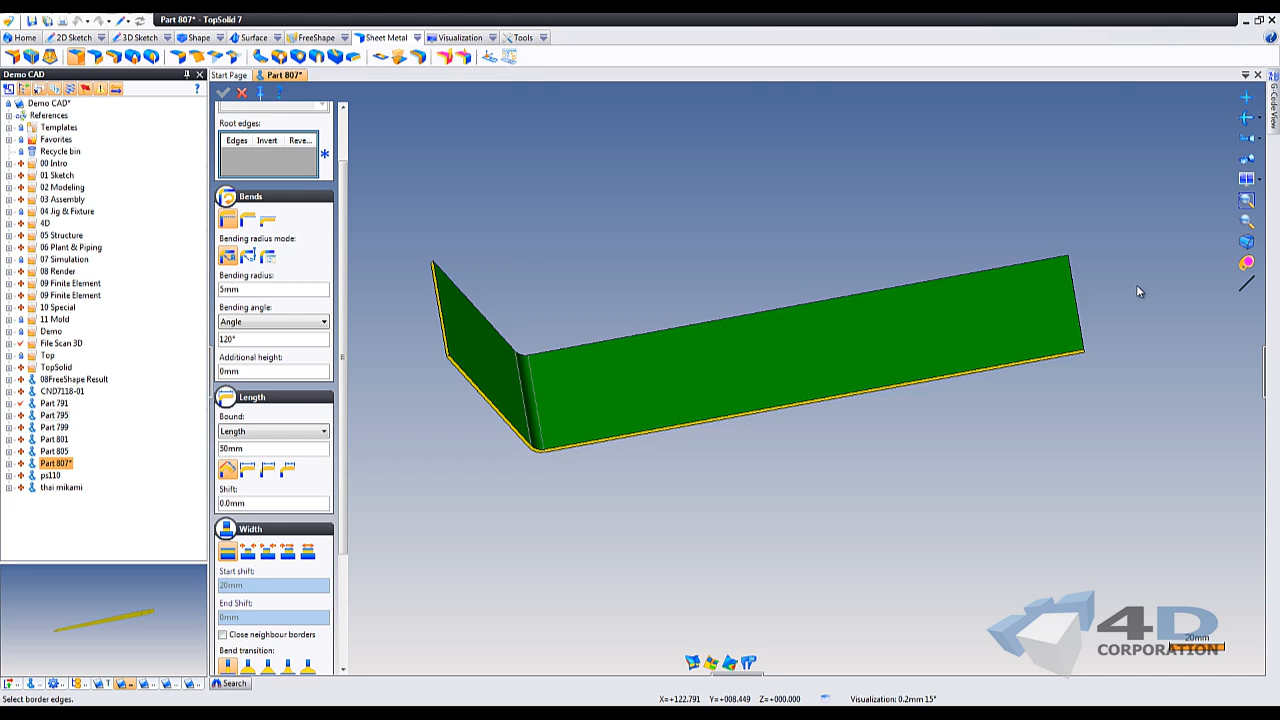 Part 807* - TopSolid 7
Home
2D Sketch
3D Sketch
Shape
Surface
FreeShape
Sheet Metal
Visualization
Tools
Demo CAD
Start Page
Part 807*
Demo CAD*
References
Templates
Favorites
Recycle bin
00 Intro
01 Sketch
02 Modeling
03 Assembly
04 Jig & Fixture
4D
05 Structure
06 Plant & Piping
07 Simulation
08 Render
09 Finite Element
09 Finite Element
10 Special
11 Mold
Demo
File Scan 3D
Top
TopSolid
08FreeShape Result
CND7118-01
Part 791
Part 795
Part 799
Part 801
Part 805
Part 807*
ps110
thai mikami
Root edges:
Edges Invert Reve...
Bends
Bending radius mode:
Bending radius:
5mm
Bending angle:
Angle
120°
Additional height:
0mm
Length
Bound:
Length
50mm
Shift:
0.0mm
Width
Start shift:
20mm
End Shift:
0mm
Close neighbour borders
Bend transition:
G-Code View
4D
CORPORATION
20mm
Search
Select border edges.
X=+122.791 Y=+008.449 Z=+000.000
Visualization: 0.2mm 15°